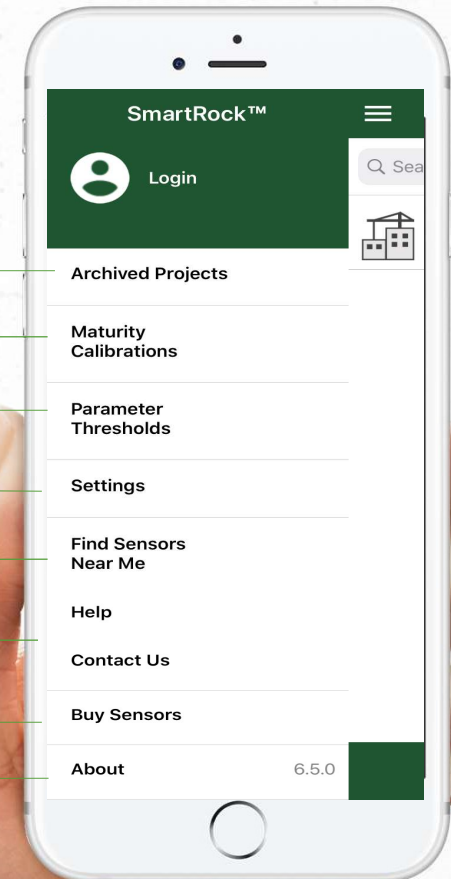 SmartRock™
Login
Sea
Archived Projects
Maturity
Calibrations
Parameter
Thresholds
Settings
Find Sensors
Near Me
Help
Contact Us
Buy Sensors
About 6.5.0